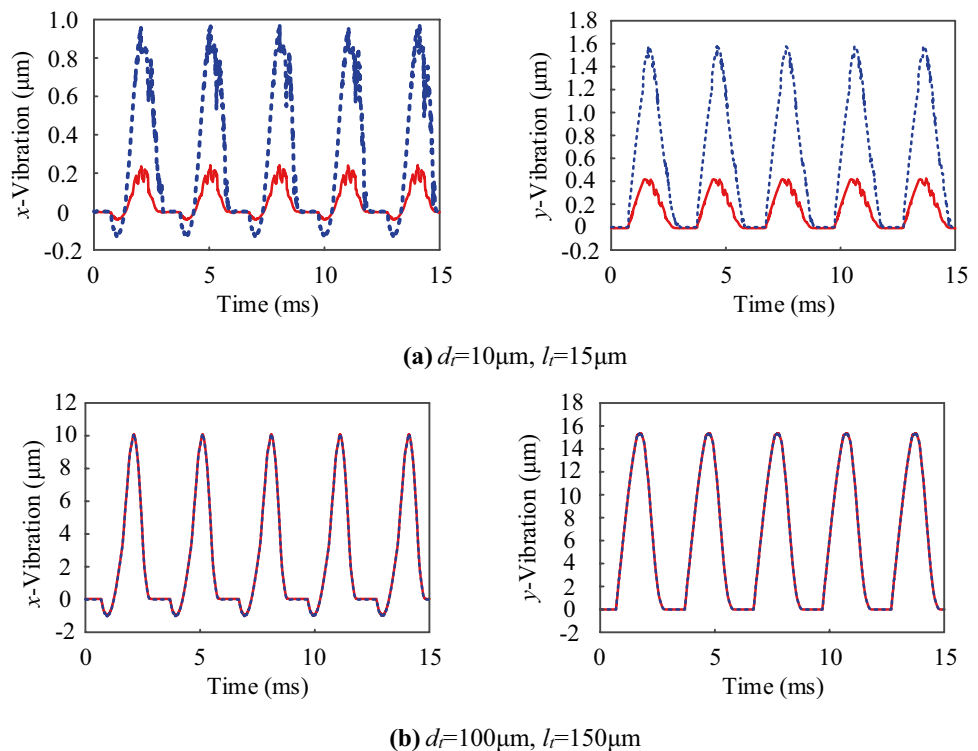 x-Vibration (μm)
1.0
0.8
0.6
0.4
0.2
0
-0.2
0 5 10 15
Time (ms)
y-Vibration (μm)
1.8
1.6
1.4
1.2
1.0
0.8
0.6
0.4
0.2
0
-0.2
0 5 10 15
Time (ms)
(a) dt=10μm, lt=15μm
x-Vibration (μm)
12
10
8
6
4
2
0
-2
0 5 10 15
Time (ms)
y-Vibration (μm)
18
16
14
12
10
8
6
4
2
0
-2
0 5 10 15
Time (ms)
(b) dt=100μm, lt=150μm